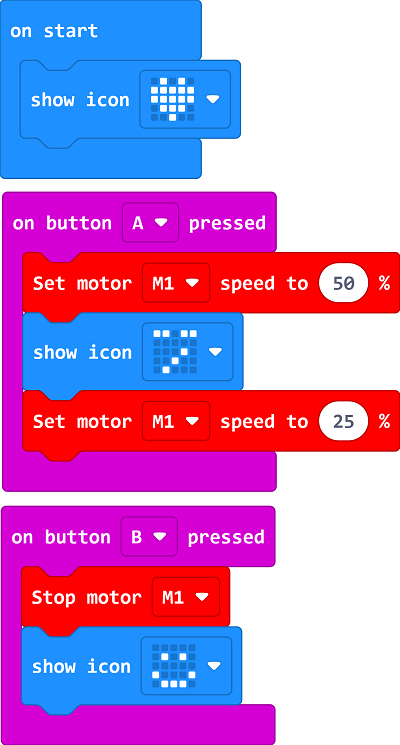 on start
show icon
on button A pressed
Set motor M1 speed to 50 %
show icon
Set motor M1 speed to 25 %
on button B pressed
Stop motor M1
show icon